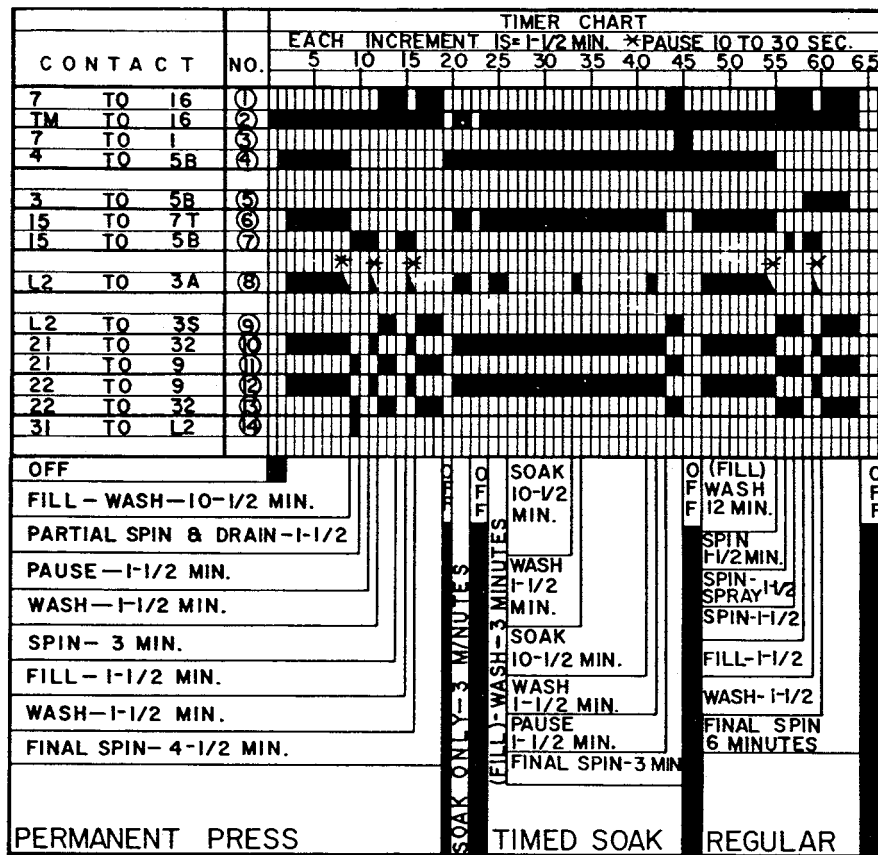 TIMER CHART
EACH INCREMENT IS= 1-1/2 MIN. *PAUSE 10 TO 30 SEC.
CONTACT NO. 5 10 15 20 25 30 35 40 45 50 55 60 65
7 TO 16 ①
TM TO 16 ②
7 TO 1 ③
4 TO 5B ④
3 TO 5B ⑤
15 TO 7T ⑥
15 TO 5B ⑦
* * * * *
L2 TO 3A ⑧
L2 TO 3S ⑨
21 TO 32 ⑩
21 TO 9 ⑪
22 TO 9 ⑫
22 TO 32 ⑬
31 TO L2 ⑭
OFF
FILL-WASH-10-1/2 MIN.
PARTIAL SPIN & DRAIN-1-1/2
PAUSE-1-1/2 MIN.
WASH-1-1/2 MIN.
SPIN-3 MIN.
FILL-1-1/2 MIN.
WASH-1-1/2 MIN.
FINAL SPIN-4-1/2 MIN.
PERMANENT PRESS
OFF
SOAK ONLY-3 MINUTES
OFF
(FILL)-WASH-3 MINUTES
SOAK
10-1/2
MIN.
WASH
1-1/2
MIN.
SOAK
10-1/2 MIN.
WASH
1-1/2 MIN.
PAUSE
1-1/2 MIN.
FINAL SPIN-3 MIN
TIMED SOAK
OFF
(FILL)
WASH
12 MIN.
SPIN
1-1/2 MIN.
SPIN-
SPRAY 1-1/2
SPIN-1-1/2
FILL-1-1/2
WASH-1-1/2
FINAL SPIN
6 MINUTES
REGULAR
OFF